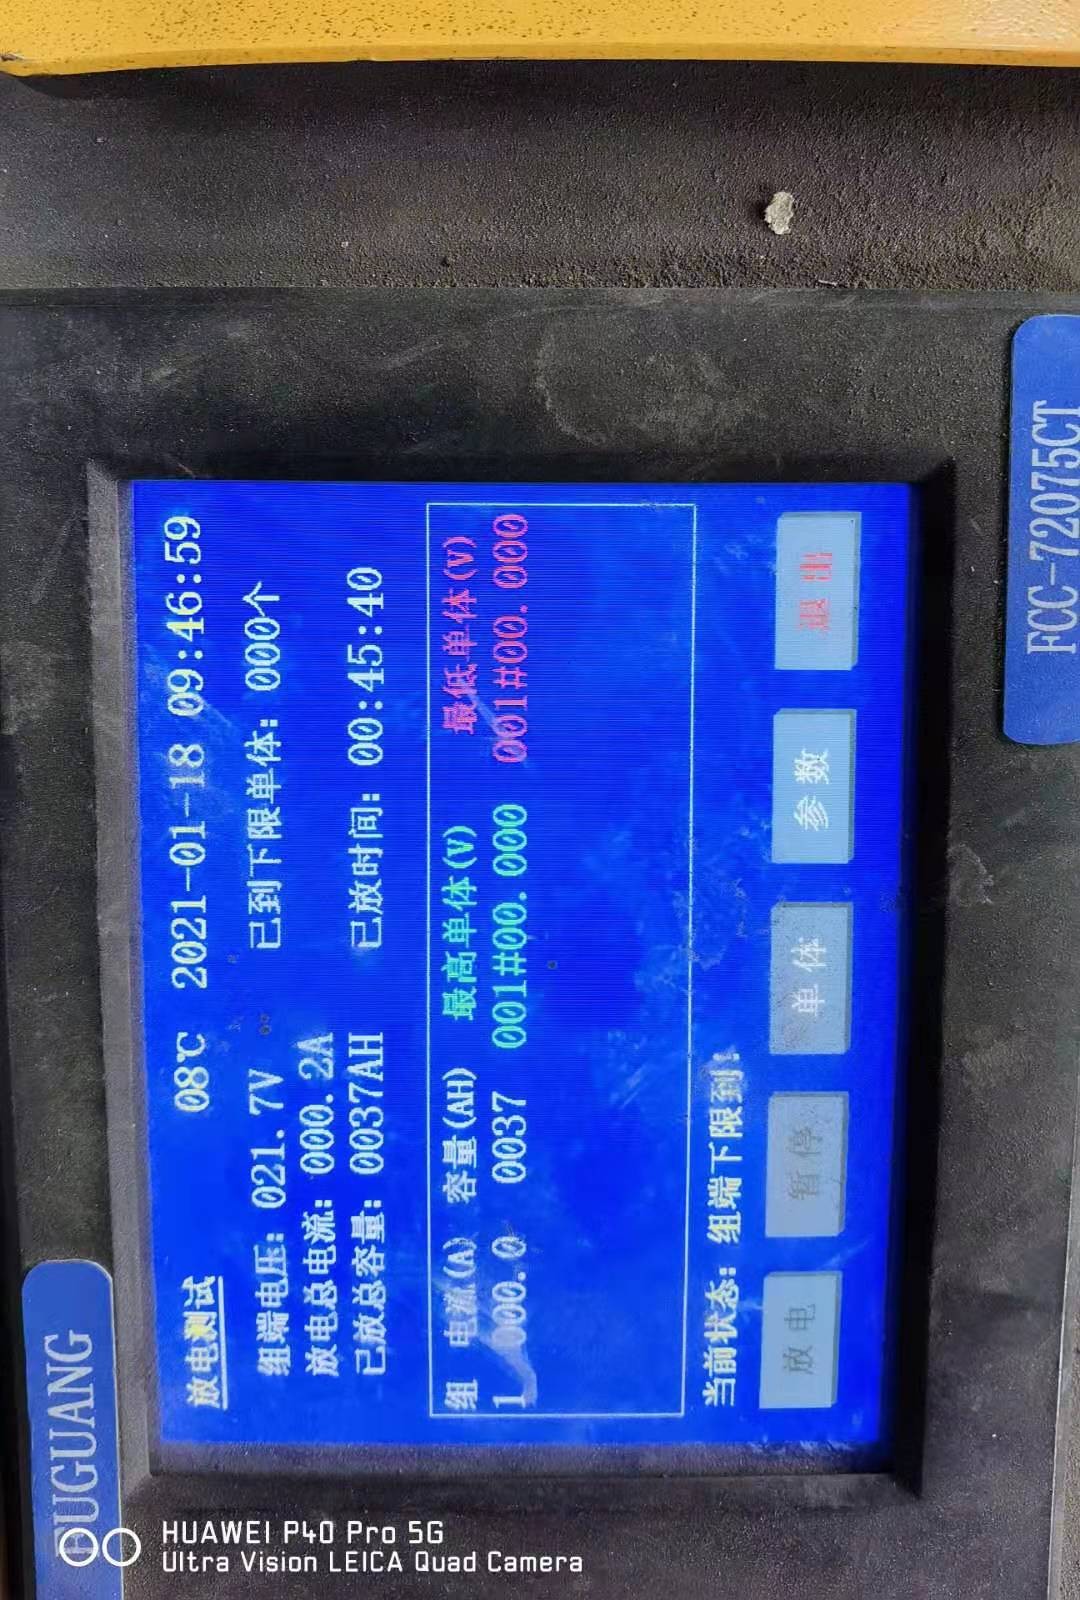 FUGUANG
放电测试 08℃ 2021-01-18 09:46:59
组端电压: 021.7V 已到下限单体: 000个
放电总电流: 000.2A
已放总容量: 0037AH 已放时间: 00:45:40
组 电流(A) 容量(AH) 最高单体(V) 最低单体(V)
1 000.0 0037 001#00.000 001#00.000
当前状态: 组端下限到!
放电 暂停 单体 参数 退出
FCC-72075CT
HUAWEI P40 Pro 5G
Ultra Vision LEICA Quad Camera